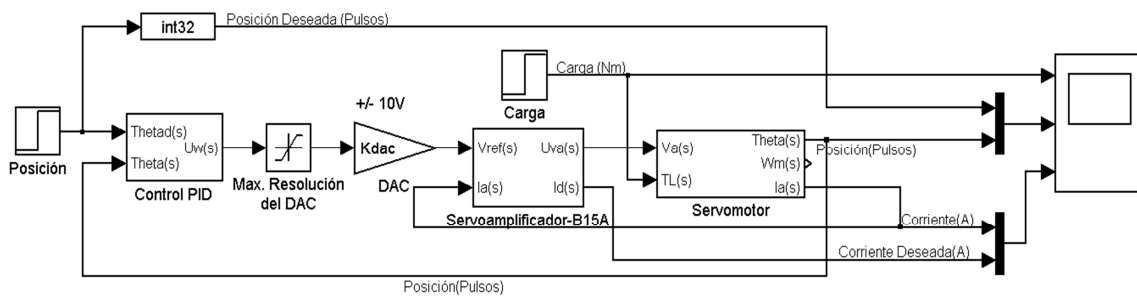 int32
Posición Deseada (Pulsos)
Carga (Nm)
Carga
+/- 10V
Posición
Thetad(s)
Theta(s)
Uw(s)
Control PID
Max. Resolución
del DAC
Kdac
DAC
Vref(s)
Ia(s)
Uva(s)
Id(s)
Servoamplificador-B15A
Va(s)
TL(s)
Theta(s)
Wm(s)
Ia(s)
Servomotor
Posición(Pulsos)
Corriente(A)
Corriente Deseada(A)
Posición(Pulsos)